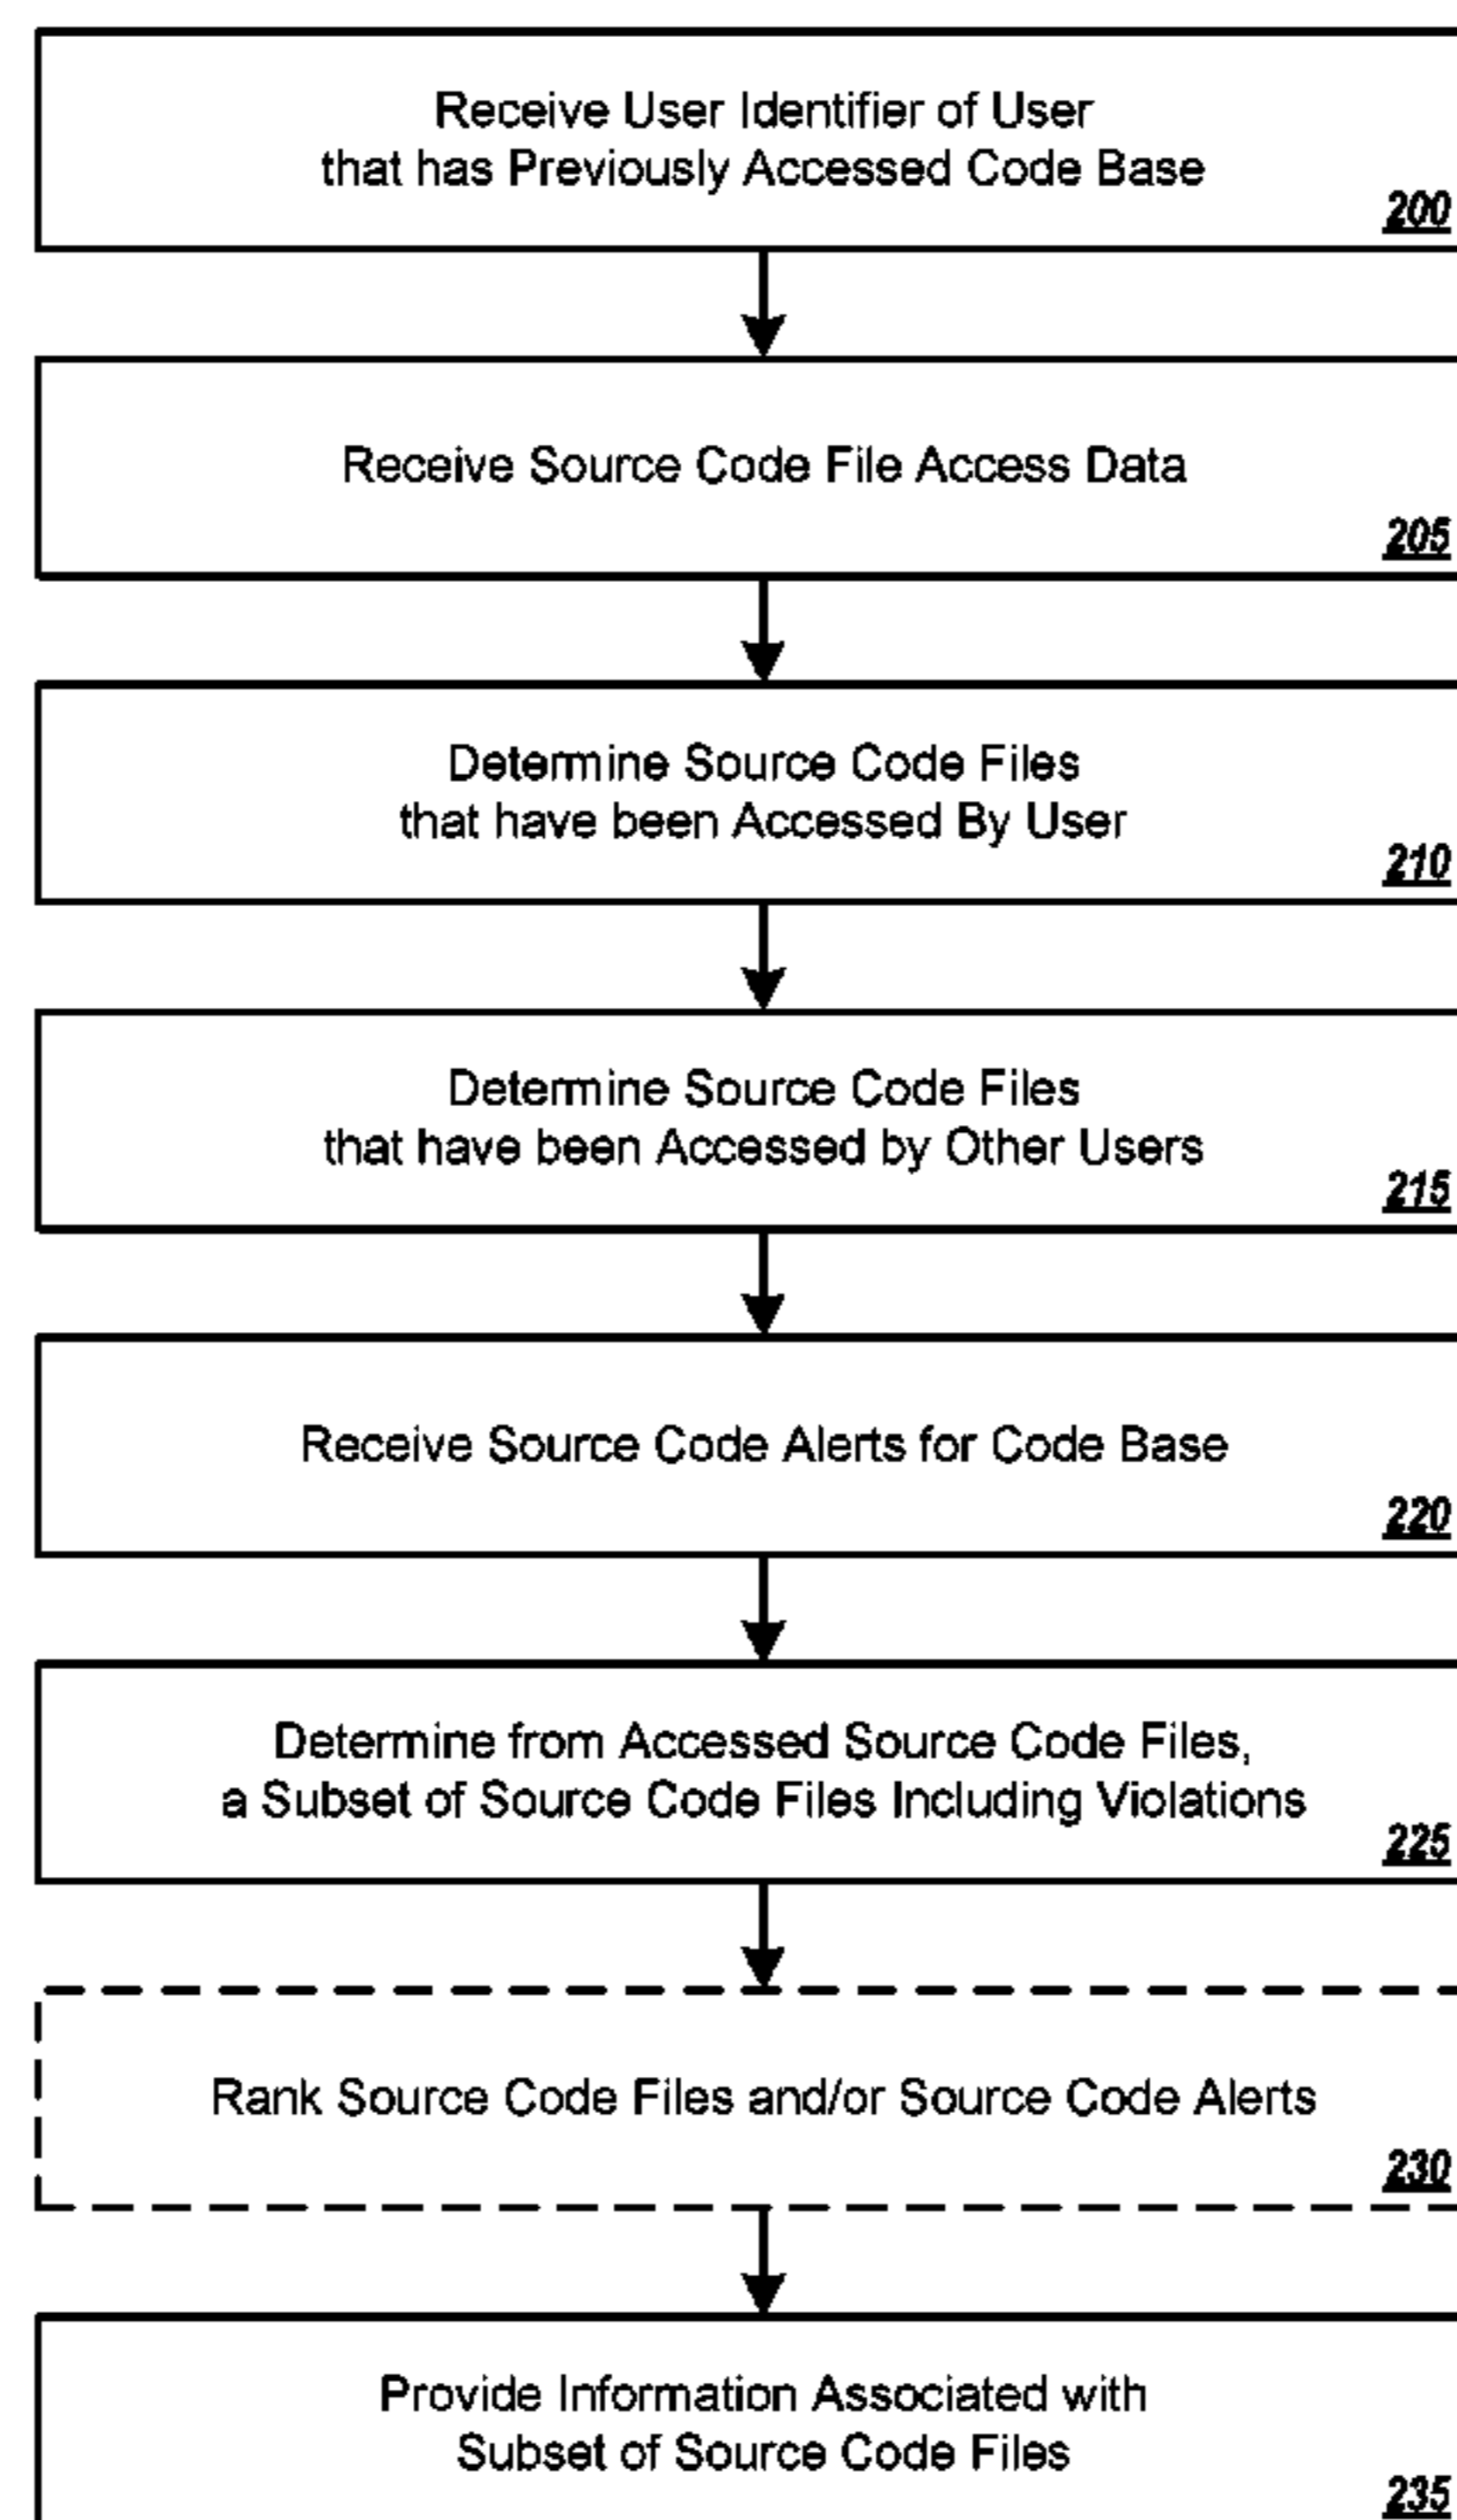 Receive User Identifier of User
that has Previously Accessed Code Base
200
Receive Source Code File Access Data
205
Determine Source Code Files
that have been Accessed By User
210
Determine Source Code Files
that have been Accessed by Other Users
215
Receive Source Code Alerts for Code Base
220
Determine from Accessed Source Code Files,
a Subset of Source Code Files Including Violations
225
Rank Source Code Files and/or Source Code Alerts
230
Provide Information Associated with
Subset of Source Code Files
235